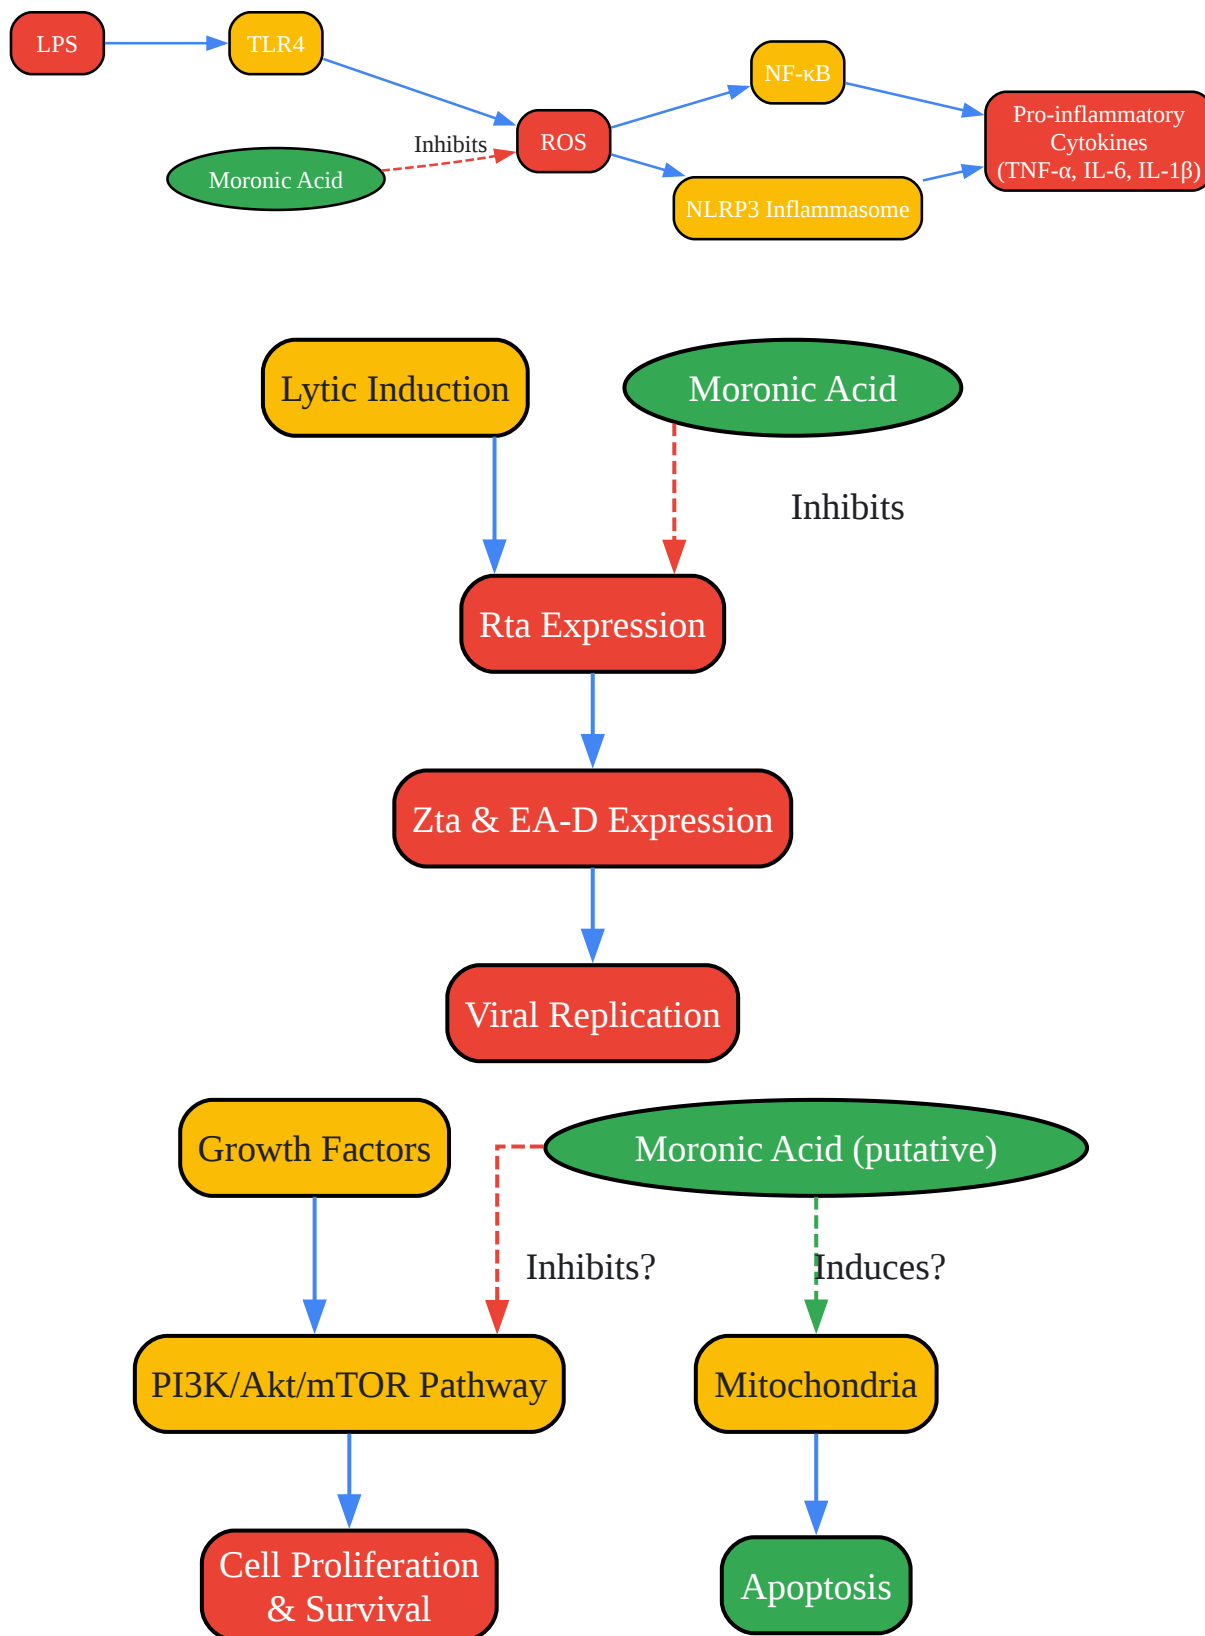 LPS
TLR4
Inhibits
Moronic Acid
ROS
NF-κB
NLRP3 Inflammasome
Pro-inflammatory
Cytokines
(TNF-α, IL-6, IL-1β)
Lytic Induction
Moronic Acid
Inhibits
Rta Expression
Zta & EA-D Expression
Viral Replication
Growth Factors
Moronic Acid (putative)
Inhibits?
Induces?
PI3K/Akt/mTOR Pathway
Mitochondria
Cell Proliferation
& Survival
Apoptosis